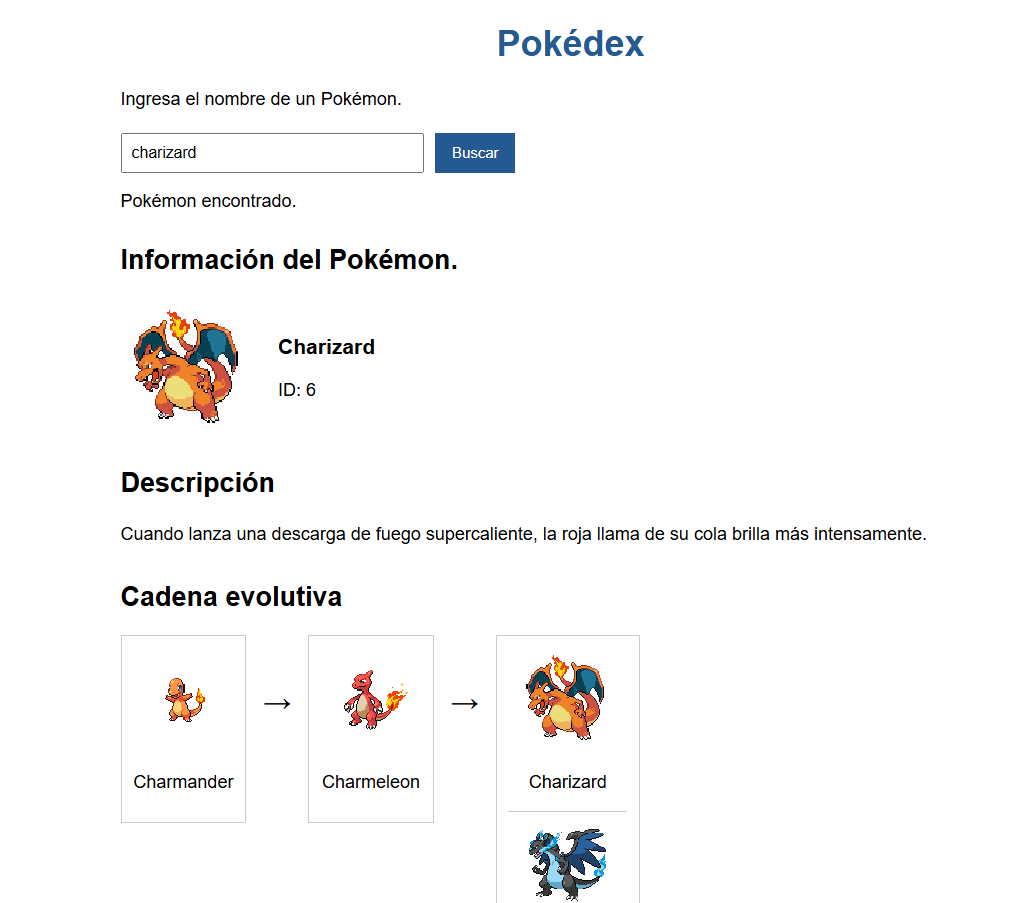 Pokédex
Ingresa el nombre de un Pokémon.
charizard
Buscar
Pokémon encontrado.
Información del Pokémon.
Charizard
ID: 6
Descripción
Cuando lanza una descarga de fuego supercaliente, la roja llama de su cola brilla más intensamente.
Cadena evolutiva
→ →
Charmander Charmeleon Charizard